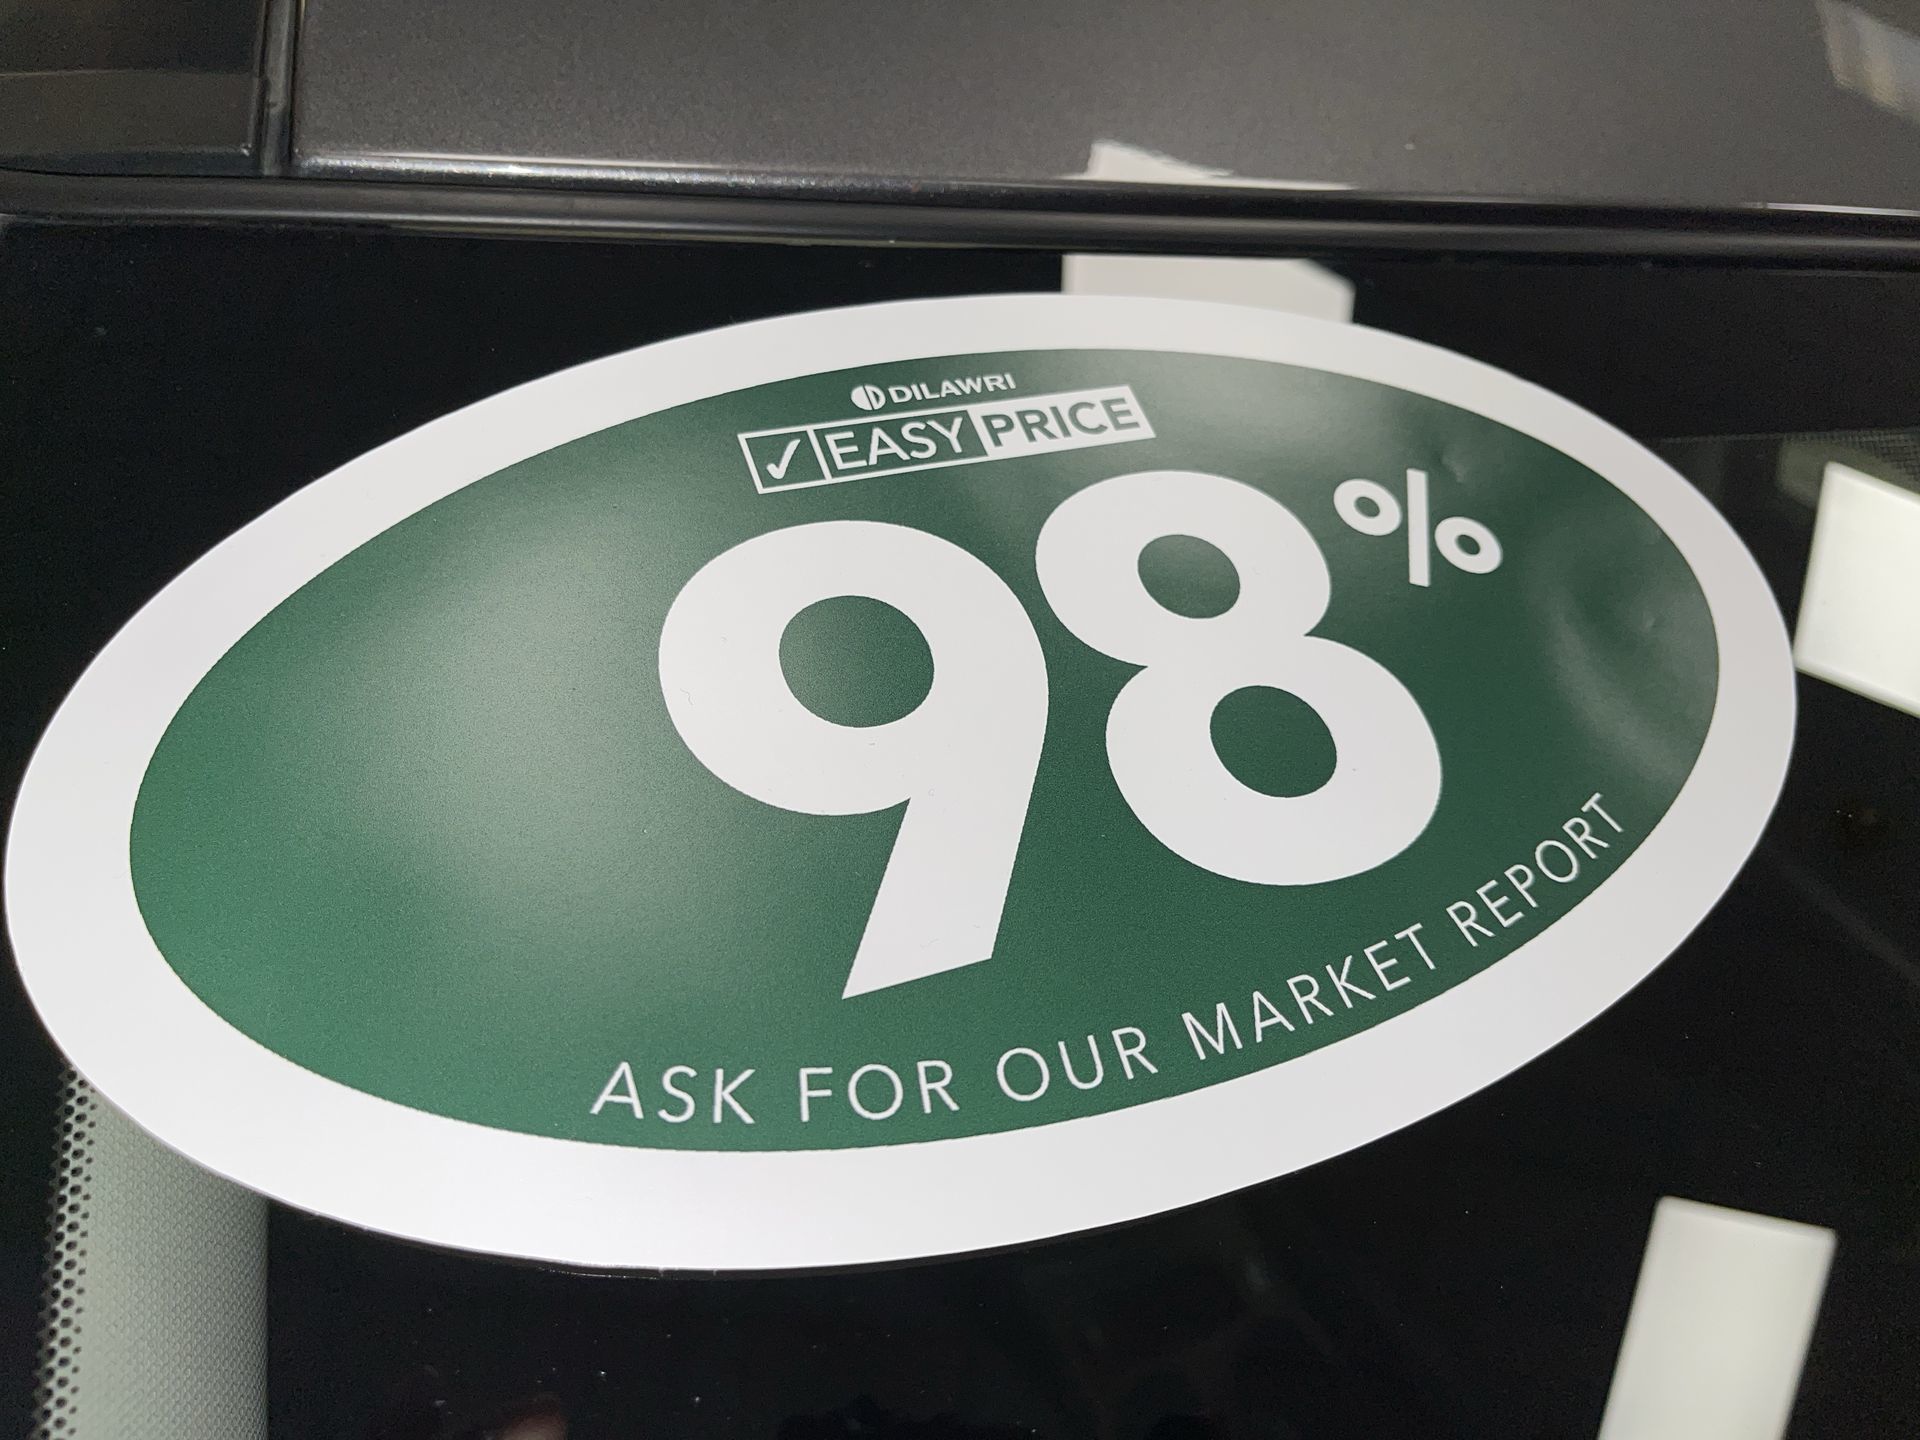 DILAWRI
✓ EASY PRICE
98%
ASK FOR OUR MARKET REPORT